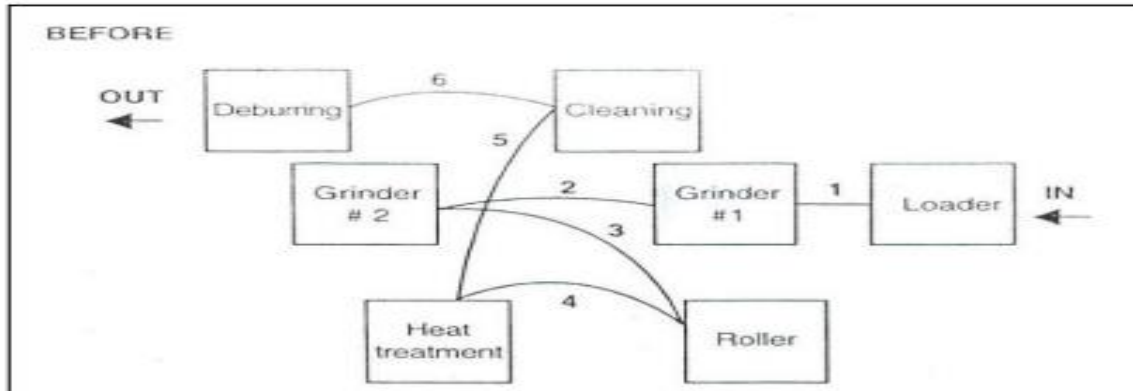 BEFORE
OUT
Deburring
6
Cleaning
5
Grinder
# 2
2
Grinder
#1
1
Loader
IN
3
4
Heat
treatment
Roller